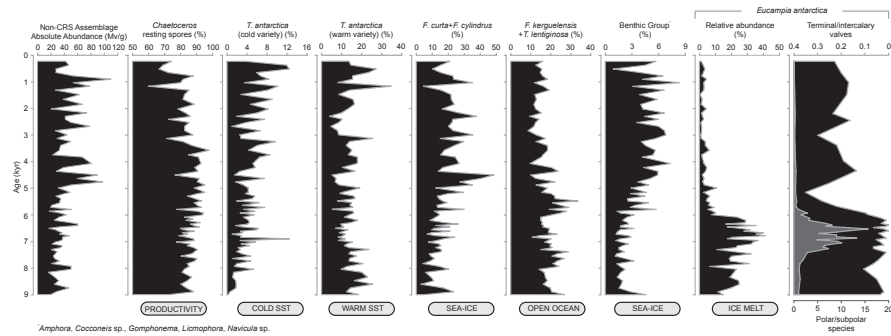 Eucampia antarctica
Non-CRS Assemblage
Absolute Abundance (Mv/g)
Chaetoceros
resting spores (%)
T. antarctica
(cold variety) (%)
T. antarctica
(warm variety) (%)
F. curta+F. cylindrus
(%)
F. kerguelensis
+T. lentiginosa (%)
Benthic Group*
(%)
Relative abundance
(%)
Terminal/intercalary
valves
0 20 40 60 80 100 120
50 60 70 80 90 100
0 4 8 12 16
0 10 20 30 40
0 10 20 30 40 50
0 10 20 30 40
0 3 6 9
0 10 20 30 40 50
0.4 0.3 0.2 0.1 0
Age (kyr)
0
1
2
3
4
5
6
7
8
9
PRODUCTIVITY
COLD SST
WARM SST
SEA-ICE
OPEN OCEAN
SEA-ICE
ICE MELT
0 5 10 15 20
Polar/subpolar
species
*Amphora, Cocconeis sp., Gomphonema, Licmophora, Navicula sp.